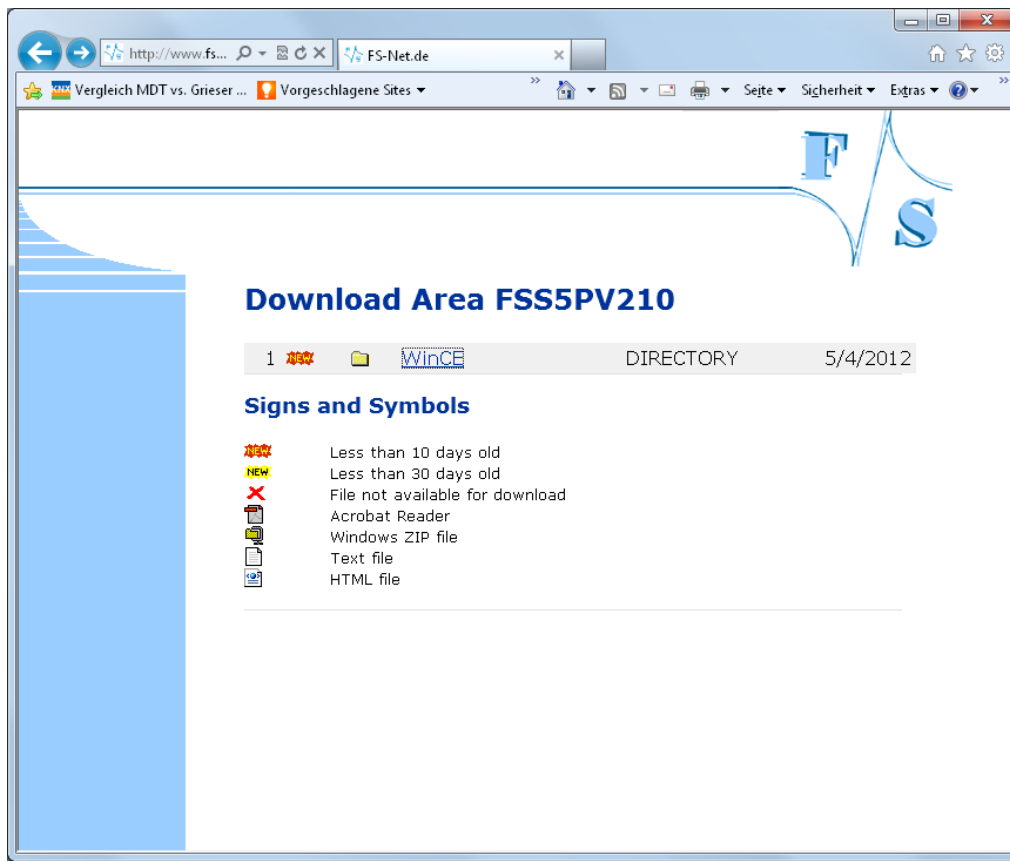 http://www.fs...
FS-Net.de
Vergleich MDT vs. Grieser ...
Vorgeschlagene Sites
Seite
Sicherheit
Extras
F
S
Download Area FSS5PV210
1 NEW WinCE DIRECTORY 5/4/2012
Signs and Symbols
NEW Less than 10 days old
NEW Less than 30 days old
File not available for download
Acrobat Reader
Windows ZIP file
Text file
HTML file